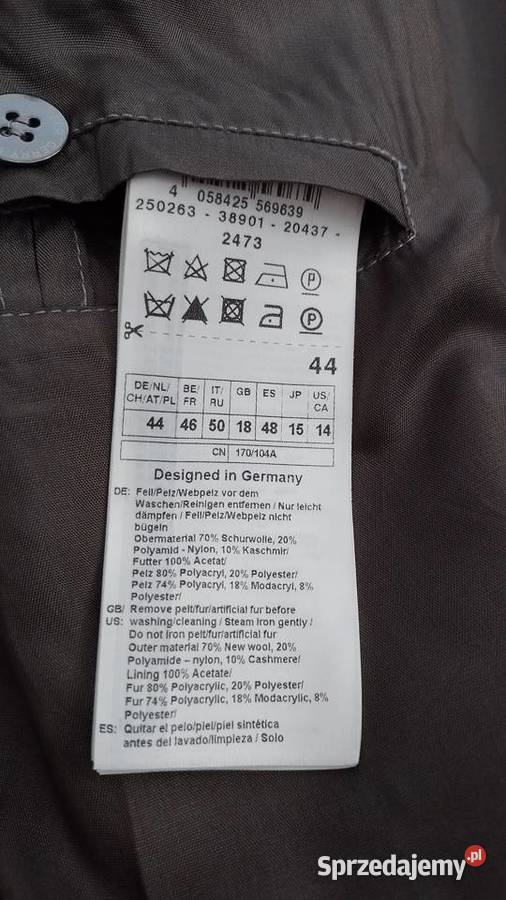 GERRY
4 058425 569639
250263 - 38901 - 20437 -
2473
P
P
44
DE/NL/ CH/AT/PL BE/ FR IT/ RU GB ES JP US/ CA
44 46 50 18 48 15 14
CN 170/104A
Designed in Germany
DE: Fell/Pelz/Webpelz vor dem
Waschen/Reinigen entfernen / Nur leicht
dämpfen / Fell/Pelz/Webpelz nicht
bügeln
Obermaterial 70% Schurwolle, 20%
Polyamid - Nylon, 10% Kaschmir/
Futter 100% Acetat/
Pelz 80% Polyacryl, 20% Polyester/
Pelz 74% Polyacryl, 18% Modacryl, 8%
Polyester/
GB/ Remove pelt/fur/artificial fur before
US: washing/cleaning / Steam iron gently /
Do not iron pelt/fur/artificial fur
Outer material 70% New wool, 20%
Polyamide – nylon, 10% Cashmere/
Lining 100% Acetate/
Fur 80% Polyacrylic, 20% Polyester/
Fur 74% Polyacrylic, 18% Modacrylic, 8%
Polyester/
ES: Quitar el pelo/piel/piel sintética
antes del lavado/limpieza / Solo
Sprzedajemy.pl